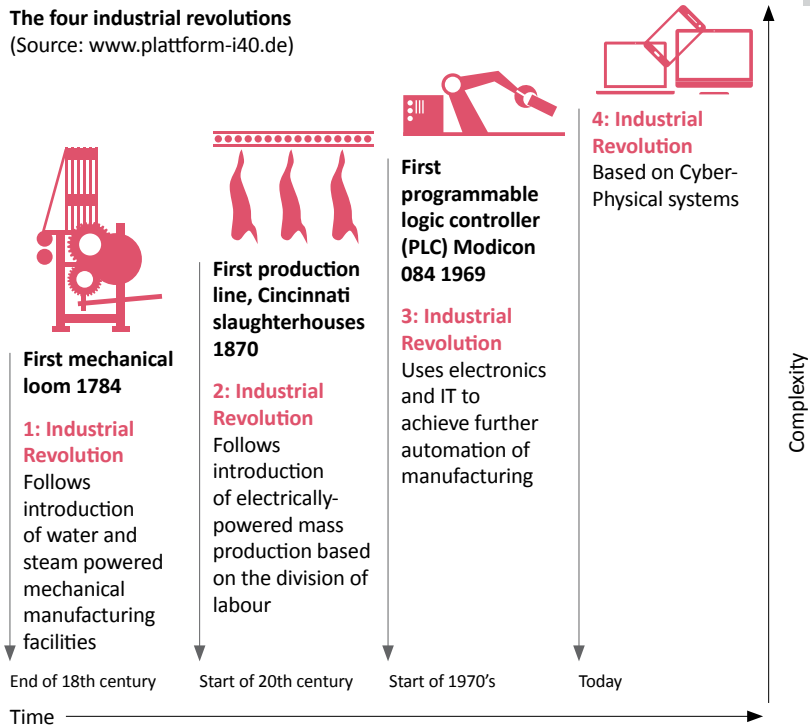 The four industrial revolutions
(Source: www.plattform-i40.de)
First mechanical
loom 1784
1: Industrial
Revolution
Follows
introduction
of water and
steam powered
mechanical
manufacturing
facilities
End of 18th century
First production
line, Cincinnati
slaughterhouses
1870
2: Industrial
Revolution
Follows
introduction
of electrically-
powered mass
production based
on the division of
labour
Start of 20th century
First
programmable
logic controller
(PLC) Modicon
084 1969
3: Industrial
Revolution
Uses electronics
and IT to
achieve further
automation of
manufacturing
Start of 1970's
4: Industrial
Revolution
Based on Cyber-
Physical systems
Today
Complexity
Time